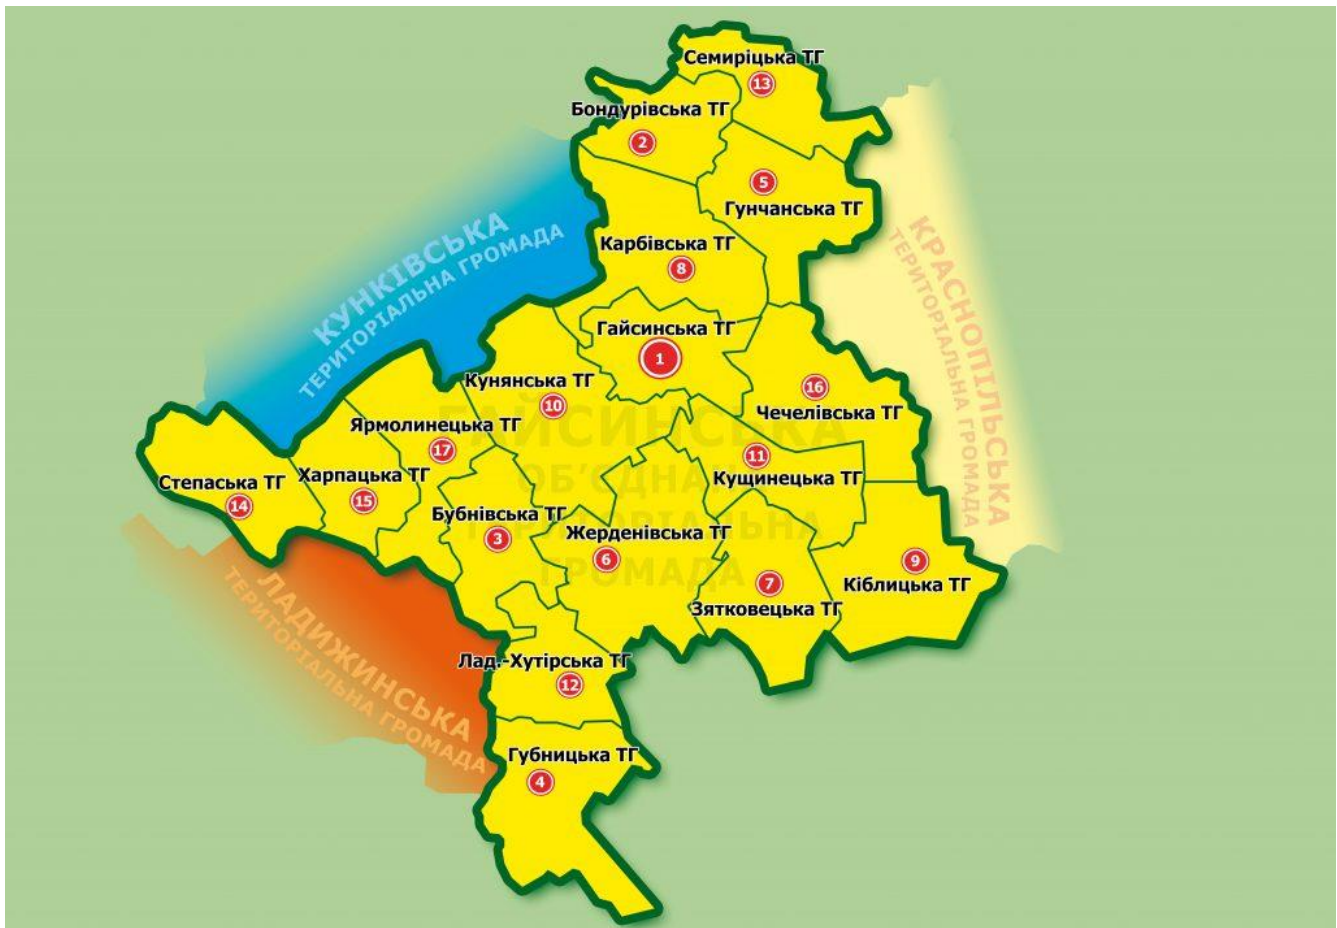 Семиріцька ТГ
13
Бондурівська ТГ
2
5
Гунчанська ТГ
КУНКІВСЬКА
ТЕРИТОРІАЛЬНА ГРОМАДА
Карбівська ТГ
8
КРАСНОПІЛЬСЬКА
ТЕРИТОРІАЛЬНА ГРОМАДА
Гайсинська ТГ
1
Кунянська ТГ
10
16
Чечелівська ТГ
ГАЙСИНСЬКА
ОБ’ЄДНАНА
ТЕРИТОРІАЛЬНА
ГРОМАДА
Ярмолинецька ТГ
17
11
Кущинецька ТГ
Степаська ТГ
14
Харпацька ТГ
15
Бубнівська ТГ
3
Жерденівська ТГ
6
7
Зятковецька ТГ
9
Кіблицька ТГ
ЛАДИЖИНСЬКА
ТЕРИТОРІАЛЬНА ГРОМАДА
Лад.-Хутірська ТГ
12
Губницька ТГ
4